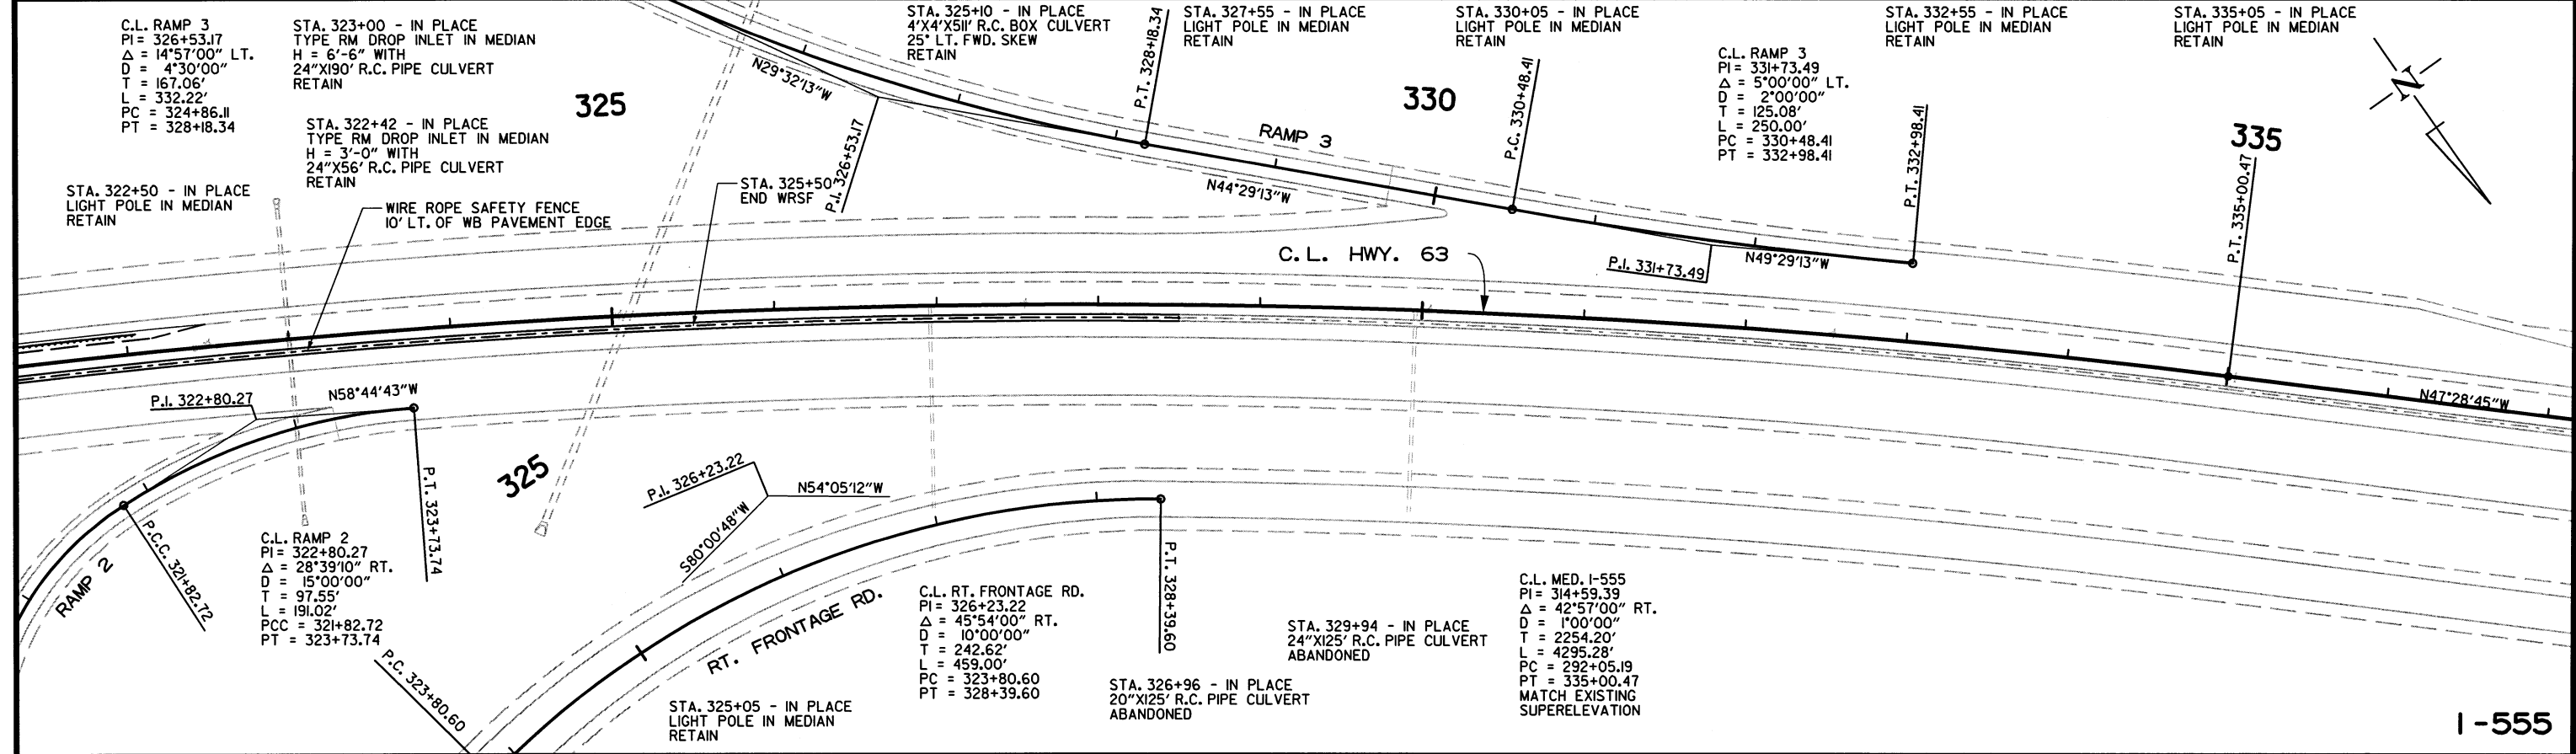 C.L. RAMP 3
PI = 326+53.17
Δ = 14°57'00" LT.
D = 4°30'00"
T = 167.06'
L = 332.22'
PC = 324+86.11
PT = 328+18.34
STA. 323+00 - IN PLACE
TYPE RM DROP INLET IN MEDIAN
H = 6'-6" WITH
24"X190' R.C. PIPE CULVERT
RETAIN
STA. 322+42 - IN PLACE
TYPE RM DROP INLET IN MEDIAN
H = 3'-0" WITH
24"X56' R.C. PIPE CULVERT
RETAIN
STA. 322+50 - IN PLACE
LIGHT POLE IN MEDIAN
RETAIN
WIRE ROPE SAFETY FENCE
10' LT. OF WB PAVEMENT EDGE
325
STA. 325+50
END WRSF
N29°32'13"W
P.I. 326+53.17
STA. 325+10 - IN PLACE
4'X4'X511' R.C. BOX CULVERT
25° LT. FWD. SKEW
RETAIN
P.T. 328+18.34
STA. 327+55 - IN PLACE
LIGHT POLE IN MEDIAN
RETAIN
RAMP 3
N44°29'13"W
330
STA. 330+05 - IN PLACE
LIGHT POLE IN MEDIAN
RETAIN
P.C. 330+48.41
C.L. HWY. 63
P.I. 331+73.49
N49°29'13"W
C.L. RAMP 3
PI = 331+73.49
Δ = 5°00'00" LT.
D = 2°00'00"
T = 125.08'
L = 250.00'
PC = 330+48.41
PT = 332+98.41
STA. 332+55 - IN PLACE
LIGHT POLE IN MEDIAN
RETAIN
P.T. 332+98.41
STA. 335+05 - IN PLACE
LIGHT POLE IN MEDIAN
RETAIN
335
P.T. 335+00.47
N
N47°28'45"W
P.I. 322+80.27
N58°44'43"W
P.T. 323+73.74
P.C.C. 321+82.72
RAMP 2
C.L. RAMP 2
PI = 322+80.27
Δ = 28°39'10" RT.
D = 15°00'00"
T = 97.55'
L = 191.02'
PCC = 321+82.72
PT = 323+73.74
P.C. 323+80.60
325
P.I. 326+23.22
N54°05'12"W
S80°00'48"W
RT. FRONTAGE RD.
STA. 325+05 - IN PLACE
LIGHT POLE IN MEDIAN
RETAIN
C.L. RT. FRONTAGE RD.
PI = 326+23.22
Δ = 45°54'00" RT.
D = 10°00'00"
T = 242.62'
L = 459.00'
PC = 323+80.60
PT = 328+39.60
P.T. 328+39.60
STA. 326+96 - IN PLACE
20"X125' R.C. PIPE CULVERT
ABANDONED
STA. 329+94 - IN PLACE
24"X125' R.C. PIPE CULVERT
ABANDONED
C.L. MED. I-555
PI = 314+59.39
Δ = 42°57'00" RT.
D = 1°00'00"
T = 2254.20'
L = 4295.28'
PC = 292+05.19
PT = 335+00.47
MATCH EXISTING
SUPERELEVATION
I-555